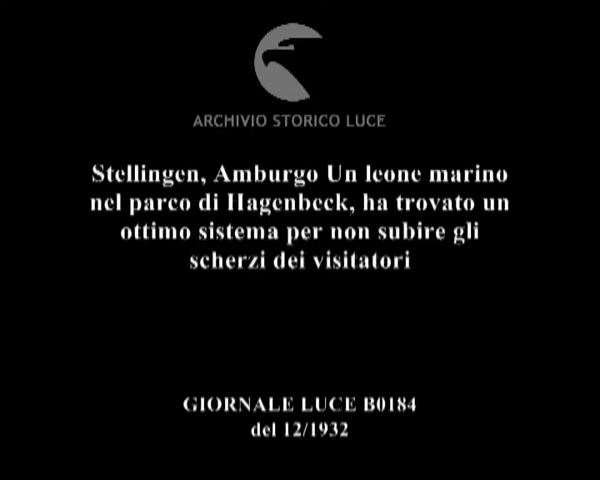 ARCHIVIO STORICO LUCE
Stellingen, Amburgo Un leone marino
nel parco di Hagenbeck, ha trovato un
ottimo sistema per non subire gli
scherzi dei visitatori
GIORNALE LUCE B0184
del 12/1932